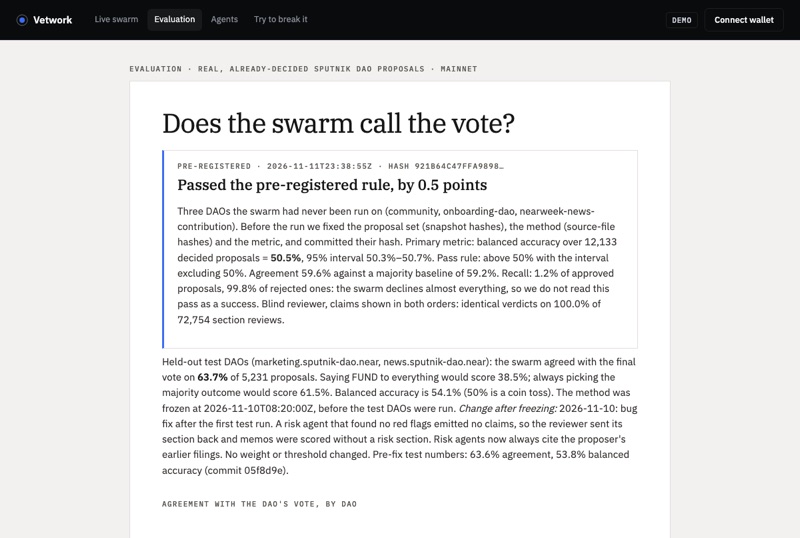 Vetwork Live swarm Evaluation Agents Try to break it DEMO Connect wallet
EVALUATION · REAL, ALREADY-DECIDED SPUTNIK DAO PROPOSALS · MAINNET
Does the swarm call the vote?
PRE-REGISTERED · 2026-11-11T23:38:55Z · HASH 921B64C47FFA9898…
Passed the pre-registered rule, by 0.5 points
Three DAOs the swarm had never been run on (community, onboarding-dao, nearweek-news-
contribution). Before the run we fixed the proposal set (snapshot hashes), the method (source-file
hashes) and the metric, and committed their hash. Primary metric: balanced accuracy over 12,133
decided proposals = 50.5%, 95% interval 50.3%–50.7%. Pass rule: above 50% with the interval
excluding 50%. Agreement 59.6% against a majority baseline of 59.2%. Recall: 1.2% of approved
proposals, 99.8% of rejected ones: the swarm declines almost everything, so we do not read this
pass as a success. Blind reviewer, claims shown in both orders: identical verdicts on 100.0% of
72,754 section reviews.
Held-out test DAOs (marketing.sputnik-dao.near, news.sputnik-dao.near): the swarm agreed with the final
vote on 63.7% of 5,231 proposals. Saying FUND to everything would score 38.5%; always picking the
majority outcome would score 61.5%. Balanced accuracy is 54.1% (50% is a coin toss). The method was
frozen at 2026-11-10T08:20:00Z, before the test DAOs were run. Change after freezing: 2026-11-10: bug
fix after the first test run. A risk agent that found no red flags emitted no claims, so the reviewer sent its
section back and memos were scored without a risk section. Risk agents now always cite the proposer's
earlier filings. No weight or threshold changed. Pre-fix test numbers: 63.6% agreement, 53.8% balanced
accuracy (commit 05f8d9e).
AGREEMENT WITH THE DAO'S VOTE, BY DAO